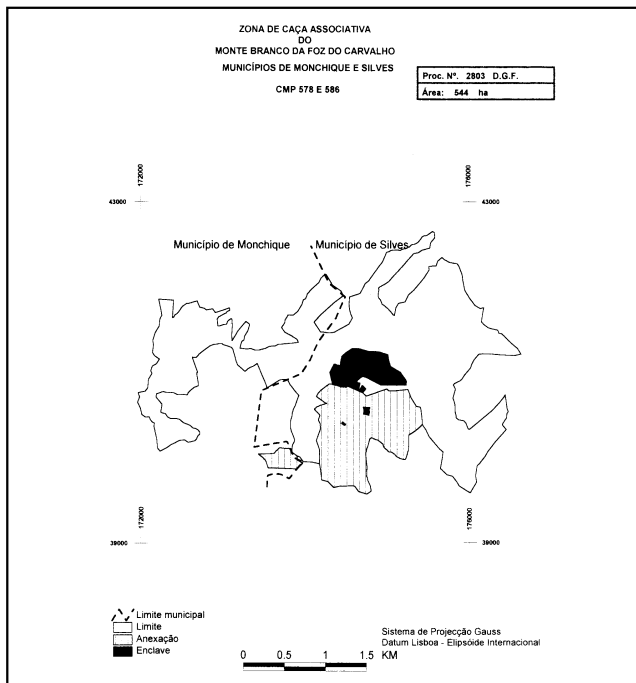 ZONA DE CAÇA ASSOCIATIVA
DO
MONTE BRANCO DA FOZ DO CARVALHO
MUNICÍPIOS DE MONCHIQUE E SILVES
CMP 578 E 586
Proc. Nº. 2803 D.G.F.
Área: 544 ha
172000
176000
43000
43000
Município de Monchique
Município de Silves
39000
172000
176000
39000
Limite municipal
Limite
Anexação
Enclave
0 0.5 1 1.5 KM
Sistema de Projecção Gauss
Datum Lisboa - Elipsóide Internacional